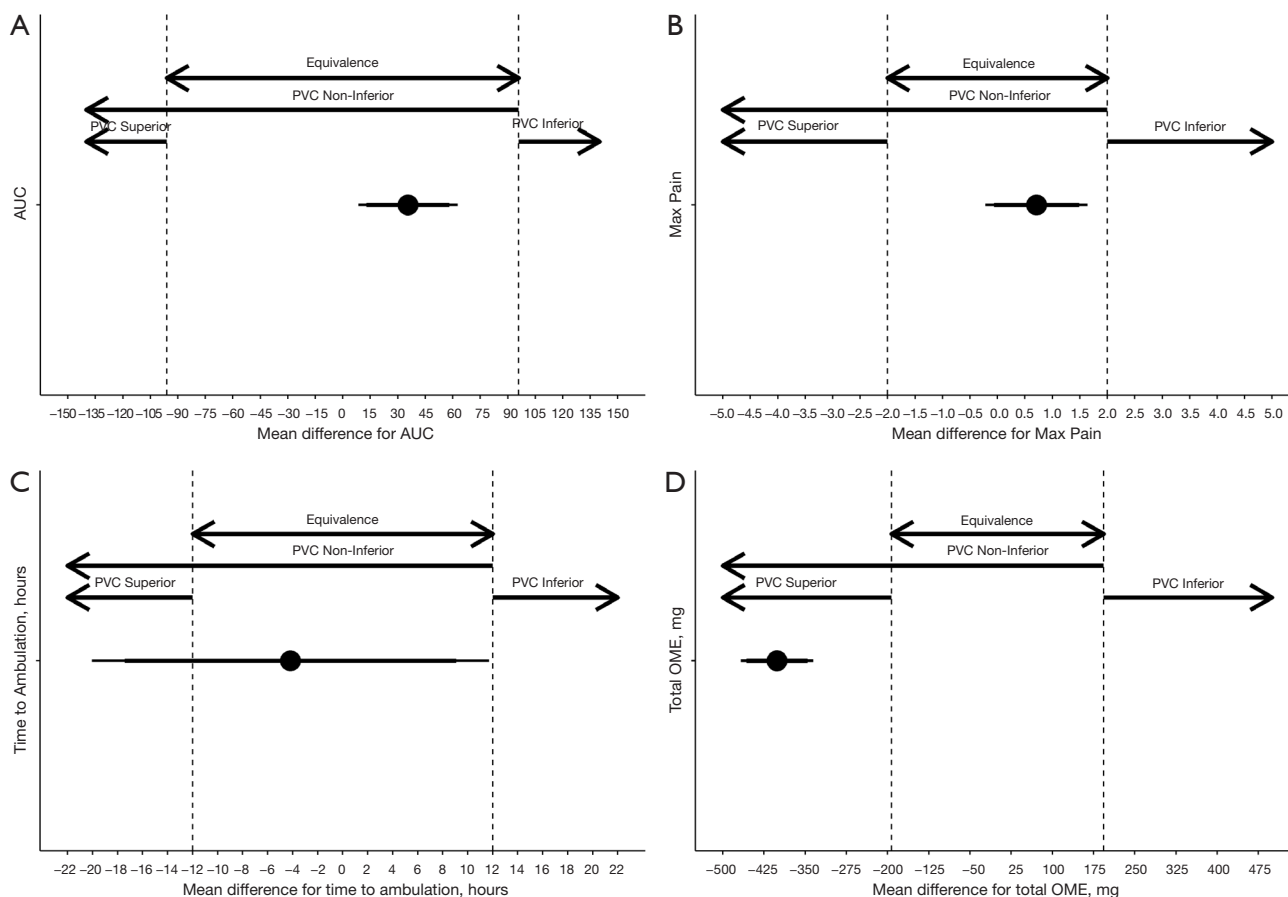 A
Equivalence
PVC Non-Inferior
PVC Superior
PVC Inferior
AUC
−150 −135 −120 −105 −90 −75 −60 −45 −30 −15 0 15 30 45 60 75 90 105 120 135 150
Mean difference for AUC
B
Equivalence
PVC Non-Inferior
PVC Superior
PVC Inferior
Max Pain
−5.0 −4.5 −4.0 −3.5 −3.0 −2.5 −2.0 −1.5 −1.0 −0.5 0.0 0.5 1.0 1.5 2.0 2.5 3.0 3.5 4.0 4.5 5.0
Mean difference for Max Pain
C
Equivalence
PVC Non-Inferior
PVC Superior
PVC Inferior
Time to Ambulation, hours
−22 −20 −18 −16 −14 −12 −10 −8 −6 −4 −2 0 2 4 6 8 10 12 14 16 18 20 22
Mean difference for time to ambulation, hours
D
Equivalence
PVC Non-Inferior
PVC Superior
PVC Inferior
Total OME, mg
−500 −425 −350 −275 −200 −125 −50 25 100 175 250 325 400 475
Mean difference for total OME, mg